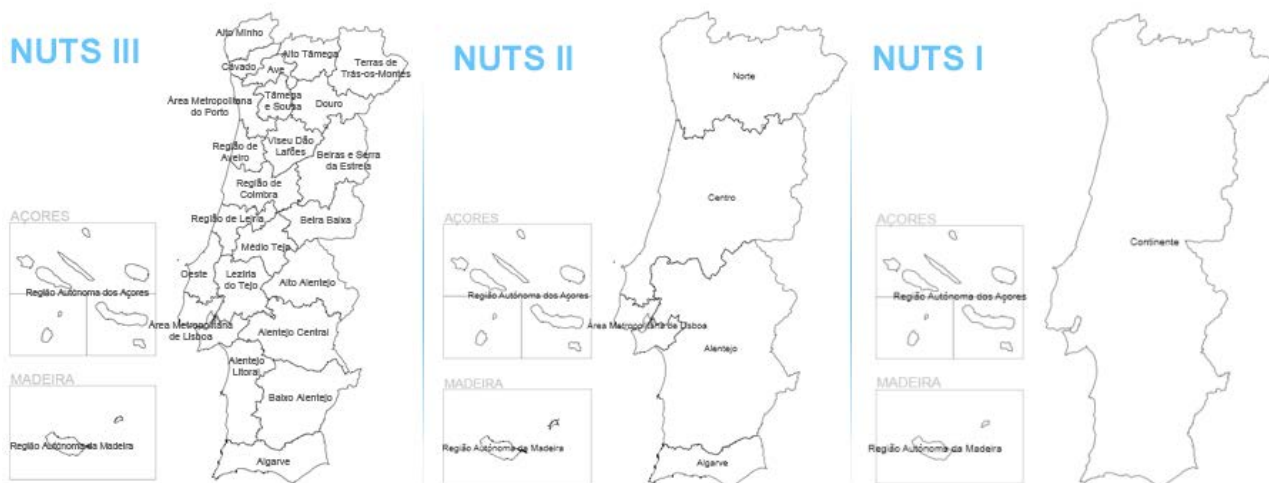 NUTS III
Alto Minho
Alto Tâmega
Terras de
Trás-os-Montes
Cávado
Ave
Área Metropolitana
do Porto
Tâmega
e Sousa
Douro
Região de
Aveiro
Viseu Dão
Lafões
Beiras e Serra
da Estrela
Região de
Coimbra
Região de Leiria
Beira Baixa
Médio Tejo
Oeste
Lezíria
do Tejo
Alto Alentejo
Área Metropolitana
de Lisboa
Alentejo Central
Alentejo
Litoral
Baixo Alentejo
Algarve
AÇORES
Região Autónoma dos Açores
MADEIRA
Região Autónoma da Madeira
NUTS II
Norte
Centro
Área Metropolitana de Lisboa
Alentejo
Algarve
AÇORES
Região Autónoma dos Açores
MADEIRA
Região Autónoma da Madeira
NUTS I
Continente
AÇORES
Região Autónoma dos Açores
MADEIRA
Região Autónoma da Madeira